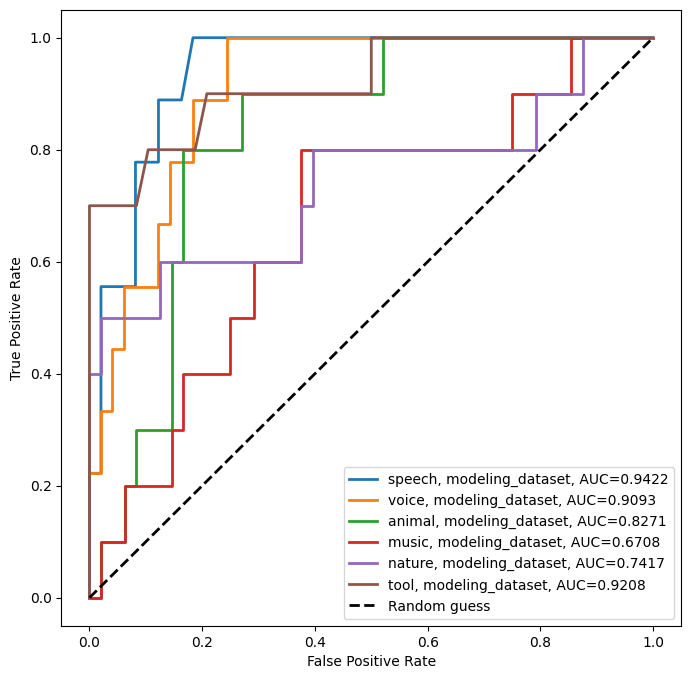 1.0
0.8
0.6
0.4
0.2
0.0
True Positive Rate
speech, modeling_dataset, AUC=0.9422
voice, modeling_dataset, AUC=0.9093
animal, modeling_dataset, AUC=0.8271
music, modeling_dataset, AUC=0.6708
nature, modeling_dataset, AUC=0.7417
tool, modeling_dataset, AUC=0.9208
Random guess
0.0 0.2 0.4 0.6 0.8 1.0
False Positive Rate